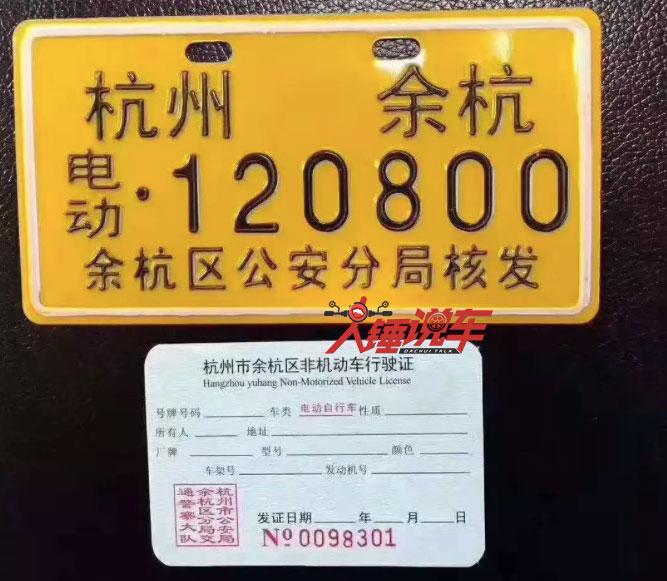 杭州 余杭
电动·120800
余杭区公安分局核发
大锤说车
DACHUI TALK
杭州市余杭区非机动车行驶证
Hangzhou yuhang Non-Motorized Vehicle License
号牌号码 车类 电动自行车 性质
所有人 地址
厂牌 型号 颜色
车架号 发动机号
杭州市公安局
余杭区分局交
通警察大队
发证日期 年 月 日
№ 0098301